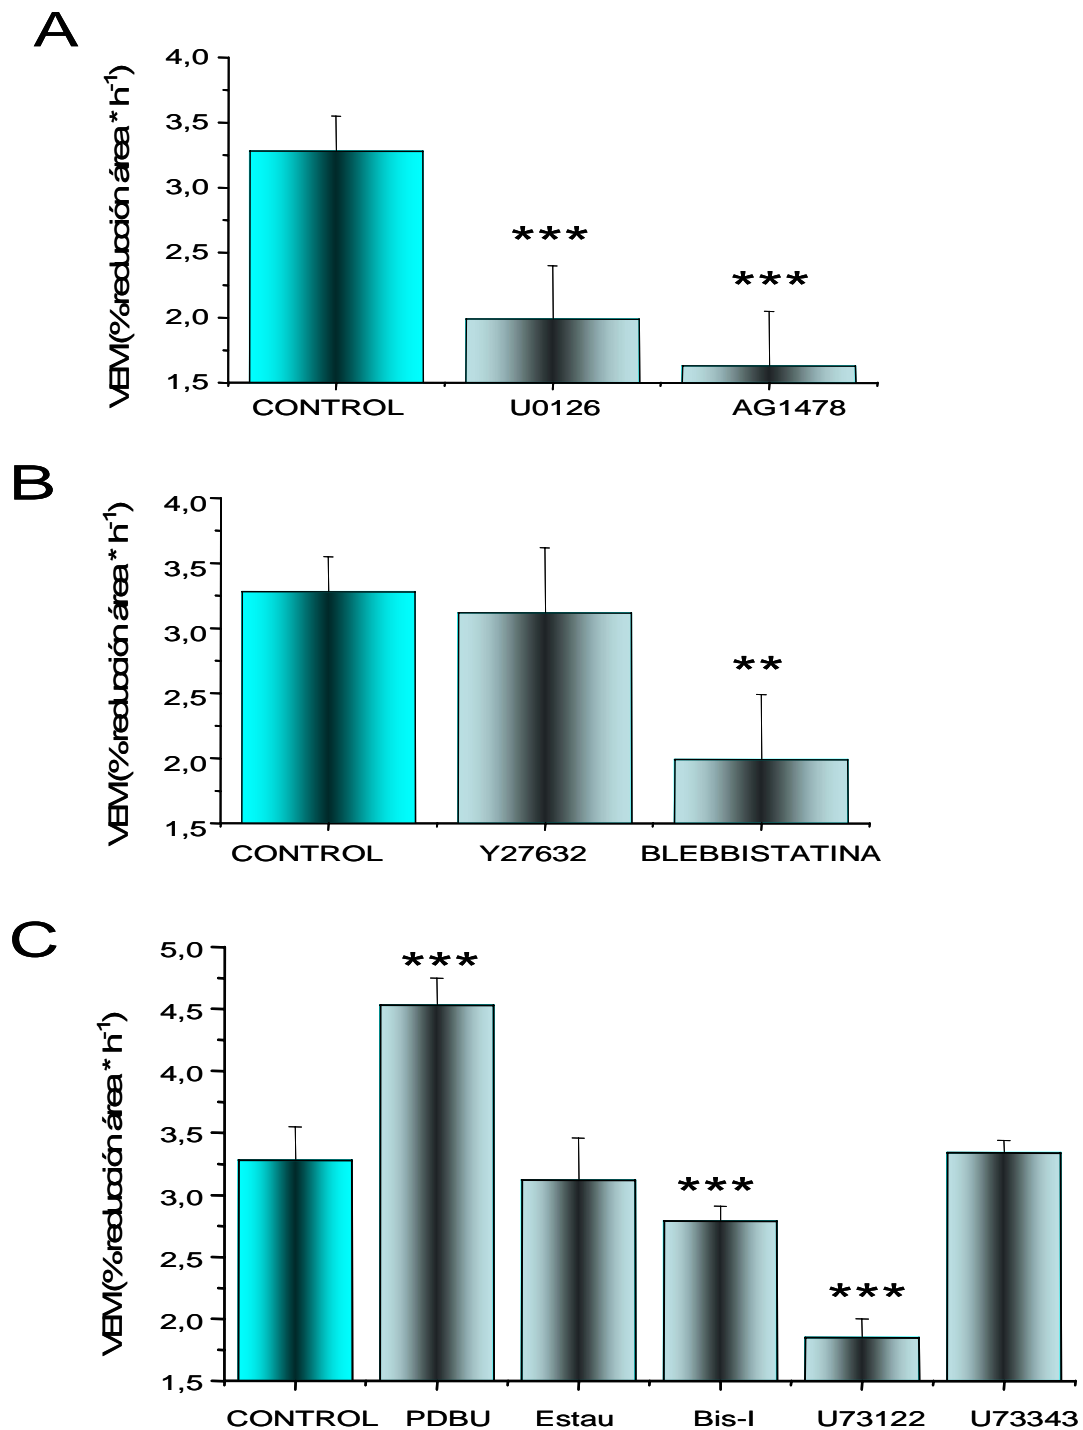 A
VEM (% reducción área * h-1)
4,0
3,5
3,0
2,5
2,0
1,5
***
***
CONTROL U0126 AG1478
B
VEM (% reducción área * h-1)
4,0
3,5
3,0
2,5
2,0
1,5
**
CONTROL Y27632 BLEBBISTATINA
C
VEM (% reducción área * h-1)
5,0
4,5
4,0
3,5
3,0
2,5
2,0
1,5
***
***
***
CONTROL PDBU Estau Bis-I U73122 U73343